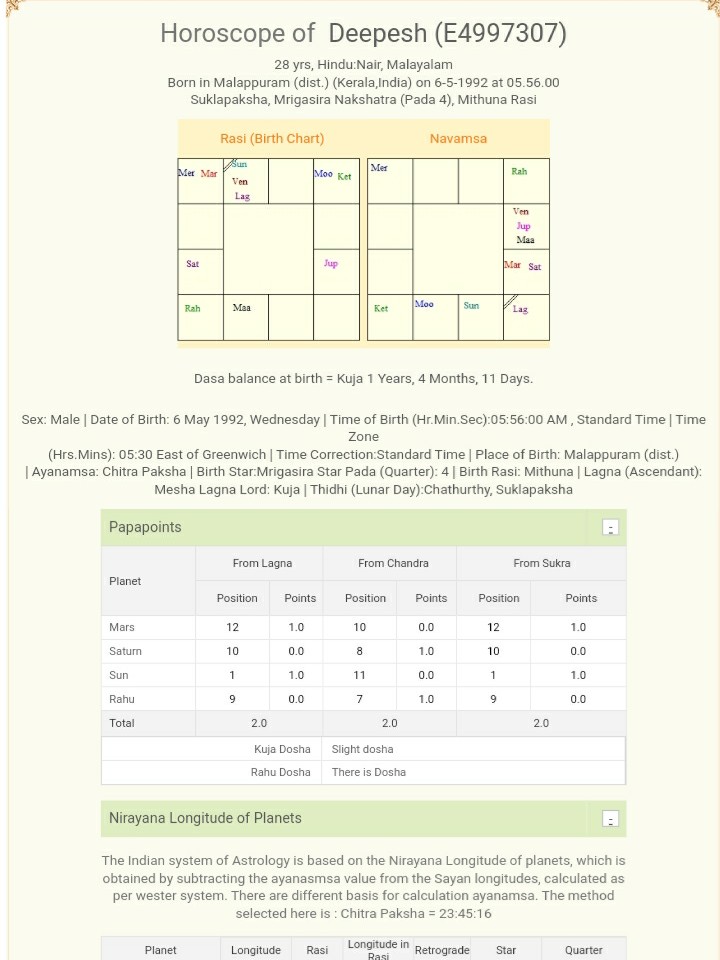 Horoscope of Deepesh (E4997307)
28 yrs, Hindu:Nair, Malayalam
Born in Malappuram (dist.) (Kerala,India) on 6-5-1992 at 05.56.00
Suklapaksha, Mrigasira Nakshatra (Pada 4), Mithuna Rasi
Rasi (Birth Chart) Navamsa
Mer Mar Sun Ven Lag Moo Ket
Sat Jup
Rah Maa
Mer Rah
Ven Jup Maa
Mar Sat
Ket Moo Sun Lag
Dasa balance at birth = Kuja 1 Years, 4 Months, 11 Days.
Sex: Male | Date of Birth: 6 May 1992, Wednesday | Time of Birth (Hr.Min.Sec):05:56:00 AM , Standard Time | Time
Zone
(Hrs.Mins): 05:30 East of Greenwich | Time Correction:Standard Time | Place of Birth: Malappuram (dist.)
| Ayanamsa: Chitra Paksha | Birth Star:Mrigasira Star Pada (Quarter): 4 | Birth Rasi: Mithuna | Lagna (Ascendant):
Mesha Lagna Lord: Kuja | Thidhi (Lunar Day):Chathurthy, Suklapaksha
Papapoints -
Planet From Lagna From Chandra From Sukra
Position Points Position Points Position Points
Mars 12 1.0 10 0.0 12 1.0
Saturn 10 0.0 8 1.0 10 0.0
Sun 1 1.0 11 0.0 1 1.0
Rahu 9 0.0 7 1.0 9 0.0
Total 2.0 2.0 2.0
Kuja Dosha Slight dosha
Rahu Dosha There is Dosha
Nirayana Longitude of Planets -
The Indian system of Astrology is based on the Nirayana Longitude of planets, which is
obtained by subtracting the ayanasmsa value from the Sayan longitudes, calculated as
per wester system. There are different basis for calculation ayanamsa. The method
selected here is : Chitra Paksha = 23:45:16
Planet Longitude Rasi Longitude in Rasi Retrograde Star Quarter